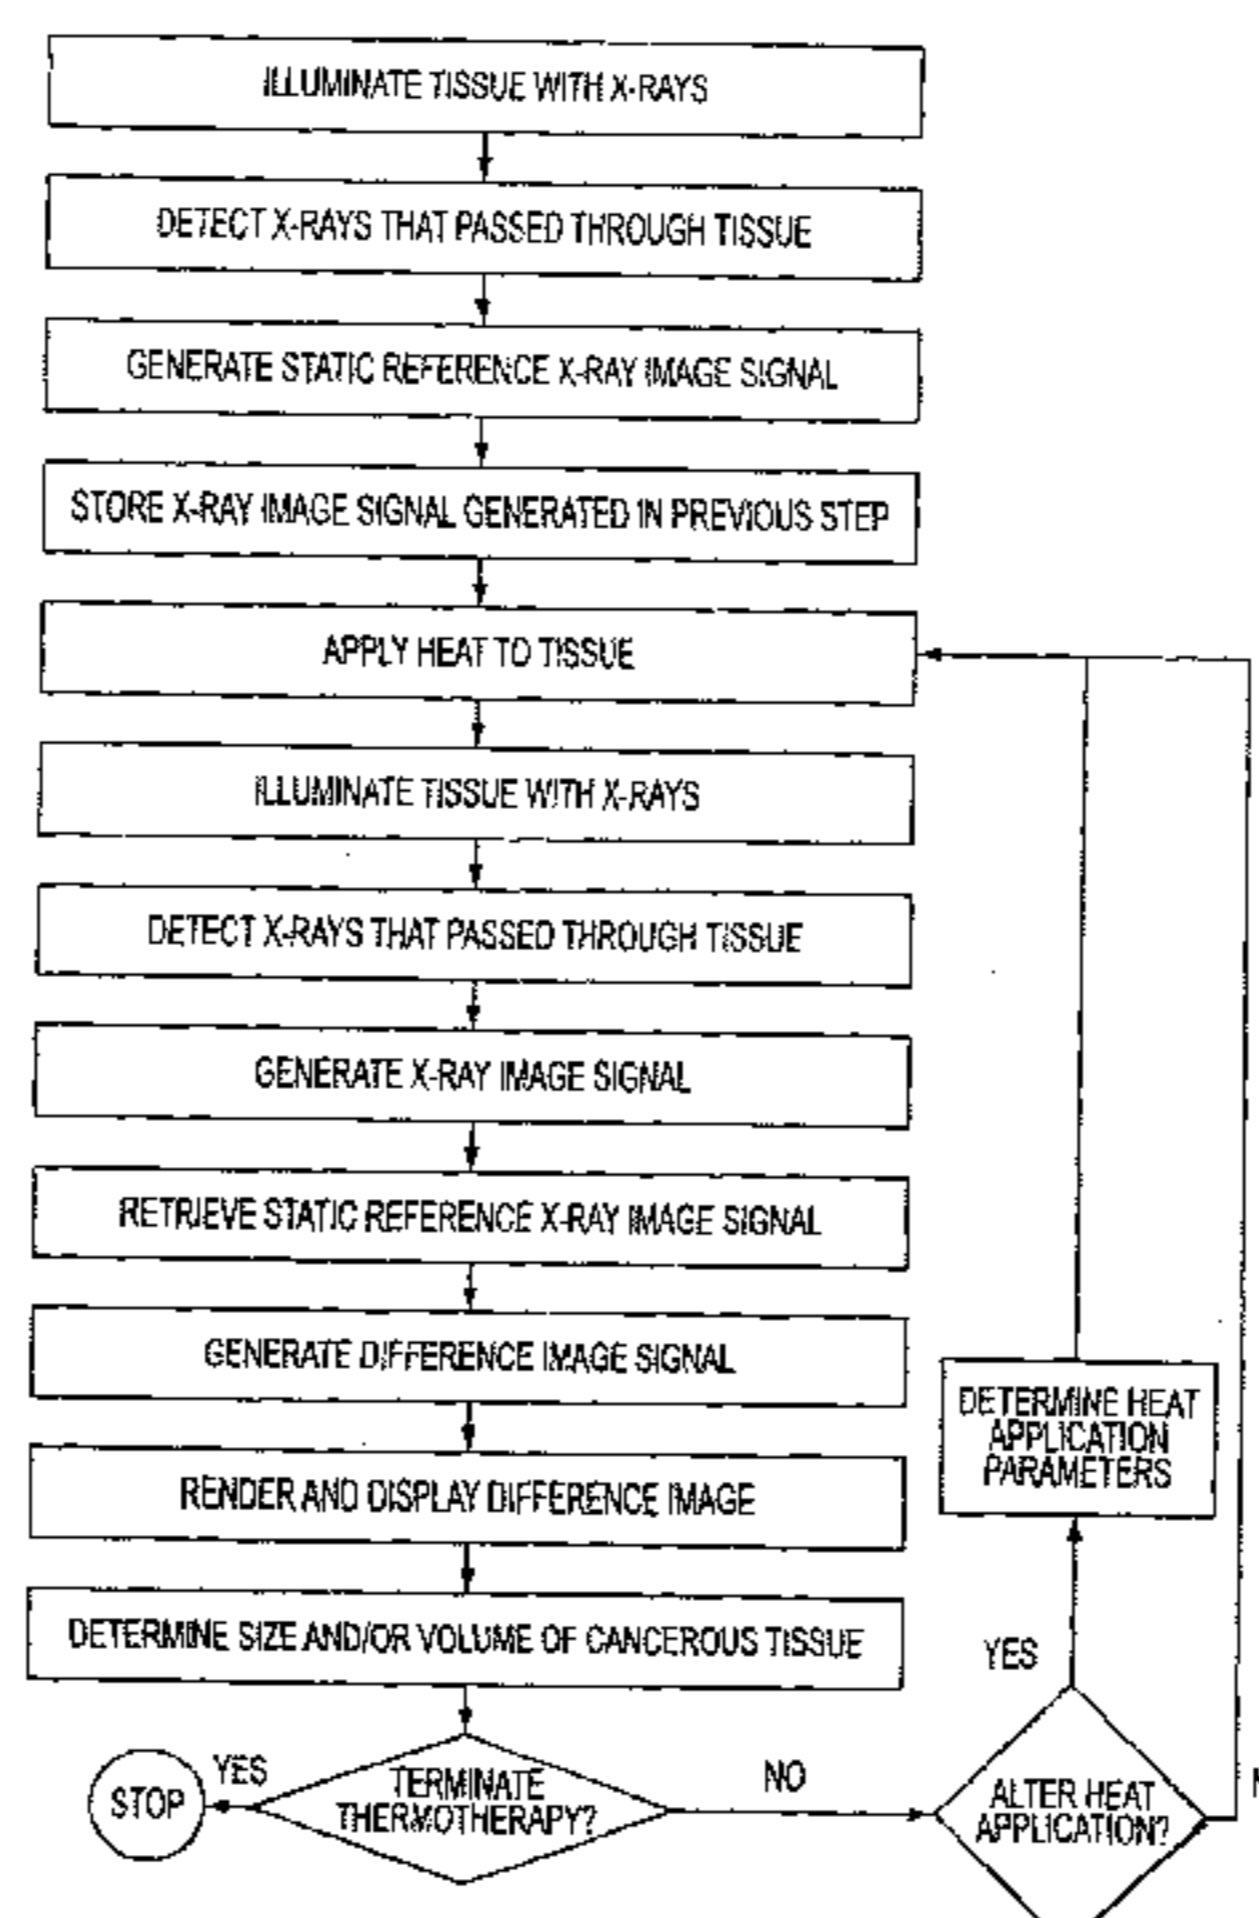 ILLUMINATE TISSUE WITH X-RAYS
DETECT X-RAYS THAT PASSED THROUGH TISSUE
GENERATE STATIC REFERENCE X-RAY IMAGE SIGNAL
STORE X-RAY IMAGE SIGNAL GENERATED IN PREVIOUS STEP
APPLY HEAT TO TISSUE
ILLUMINATE TISSUE WITH X-RAYS
DETECT X-RAYS THAT PASSED THROUGH TISSUE
GENERATE X-RAY IMAGE SIGNAL
RETRIEVE STATIC REFERENCE X-RAY IMAGE SIGNAL
GENERATE DIFFERENCE IMAGE SIGNAL
RENDER AND DISPLAY DIFFERENCE IMAGE
DETERMINE SIZE AND/OR VOLUME OF CANCEROUS TISSUE
TERMINATE
THERMOTHERAPY?
YES
STOP
NO
ALTER HEAT
APPLICATION?
YES
DETERMINE HEAT
APPLICATION
PARAMETERS